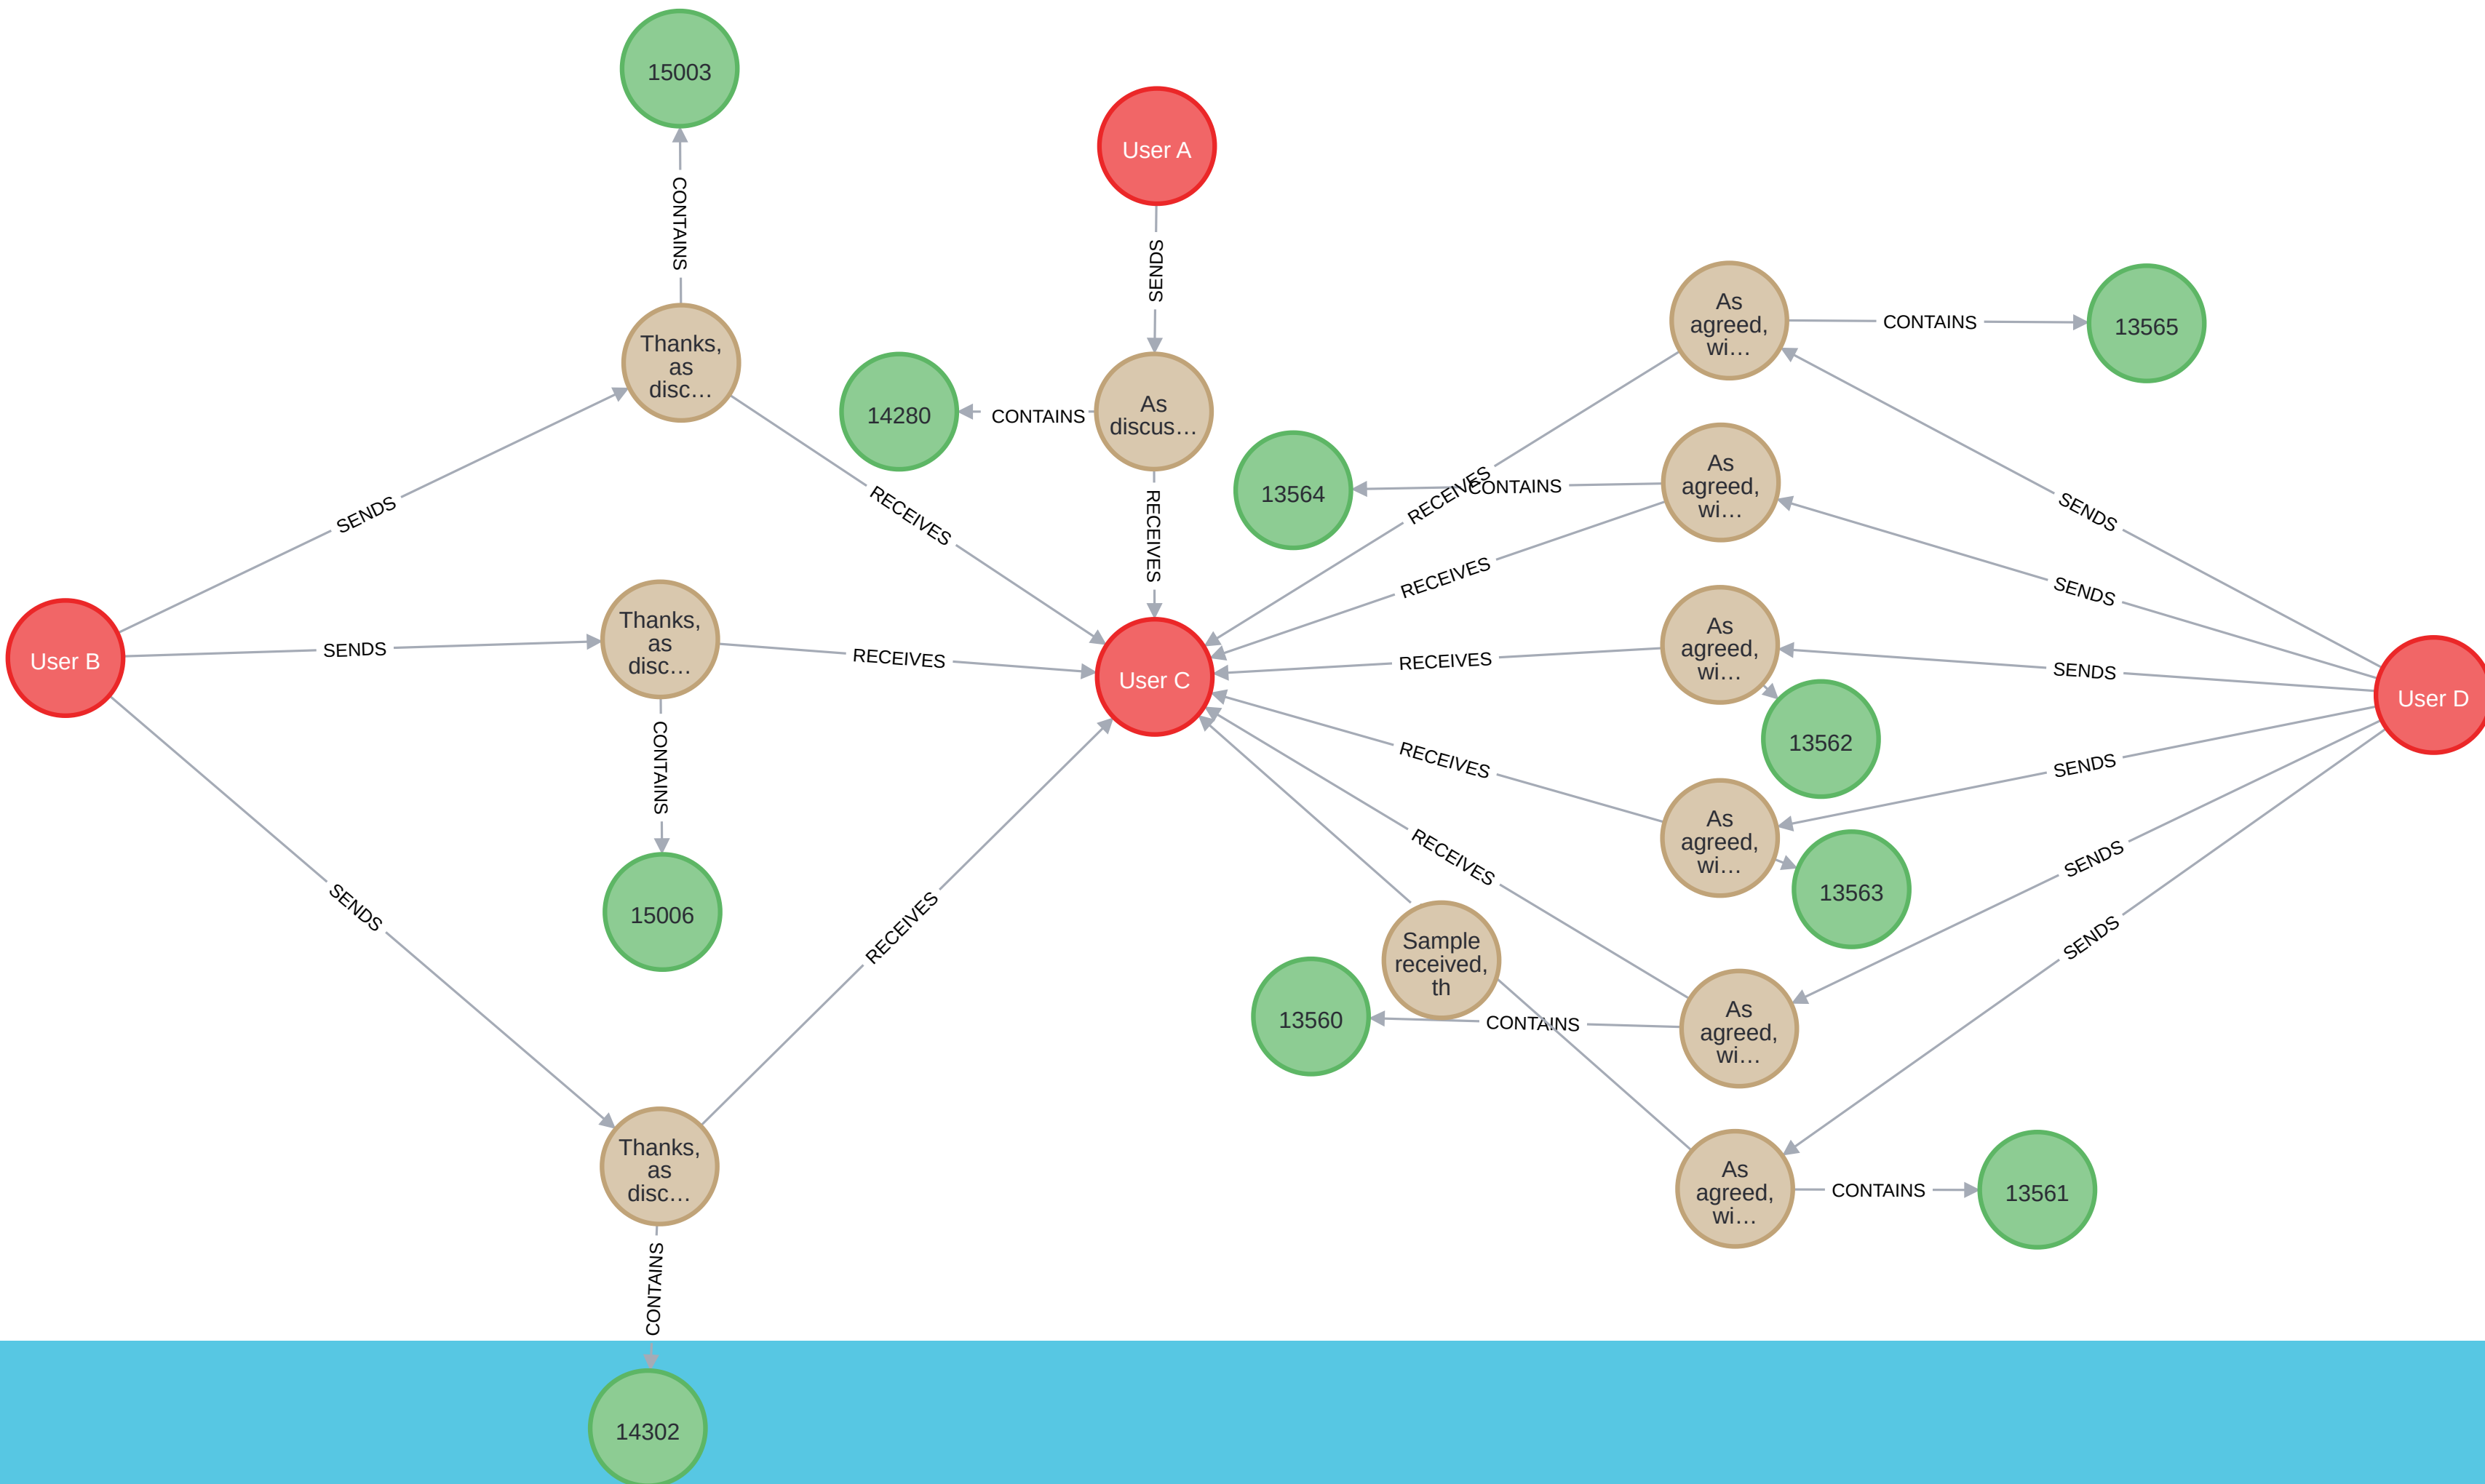 15003
CONTAINS
User A
SENDS
Thanks,
as
disc…
14280
CONTAINS
As
discus…
RECEIVES
As
agreed,
wi…
CONTAINS
13565
13564
CONTAINS
RECEIVES
As
agreed,
wi…
SENDS
SENDS
RECEIVES
RECEIVES
SENDS
User B
SENDS
Thanks,
as
disc…
RECEIVES
CONTAINS
15006
User C
RECEIVES
As
agreed,
wi…
SENDS
User D
13562
RECEIVES
As
agreed,
wi…
SENDS
13563
RECEIVES
SENDS
SENDS
Sample
received,
th
13560
CONTAINS
As
agreed,
wi…
SENDS
RECEIVES
Thanks,
as
disc…
As
agreed,
wi…
CONTAINS
13561
CONTAINS
14302